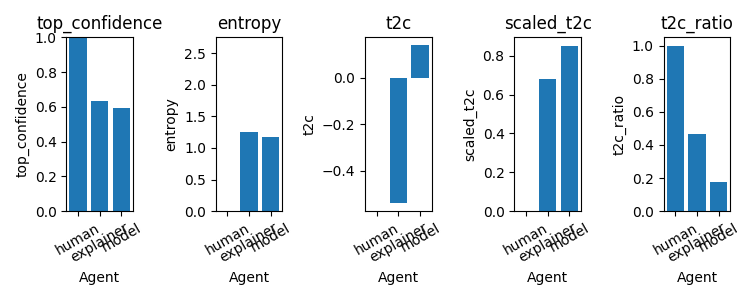 top_confidence
top_confidence
1.0
0.8
0.6
0.4
0.2
0.0
human
explainer
model
Agent
entropy
entropy
2.5
2.0
1.5
1.0
0.5
0.0
human
explainer
model
Agent
t2c
t2c
0.0
−0.2
−0.4
human
explainer
model
Agent
scaled_t2c
scaled_t2c
0.8
0.6
0.4
0.2
0.0
human
explainer
model
Agent
t2c_ratio
t2c_ratio
1.0
0.8
0.6
0.4
0.2
0.0
human
explainer
model
Agent